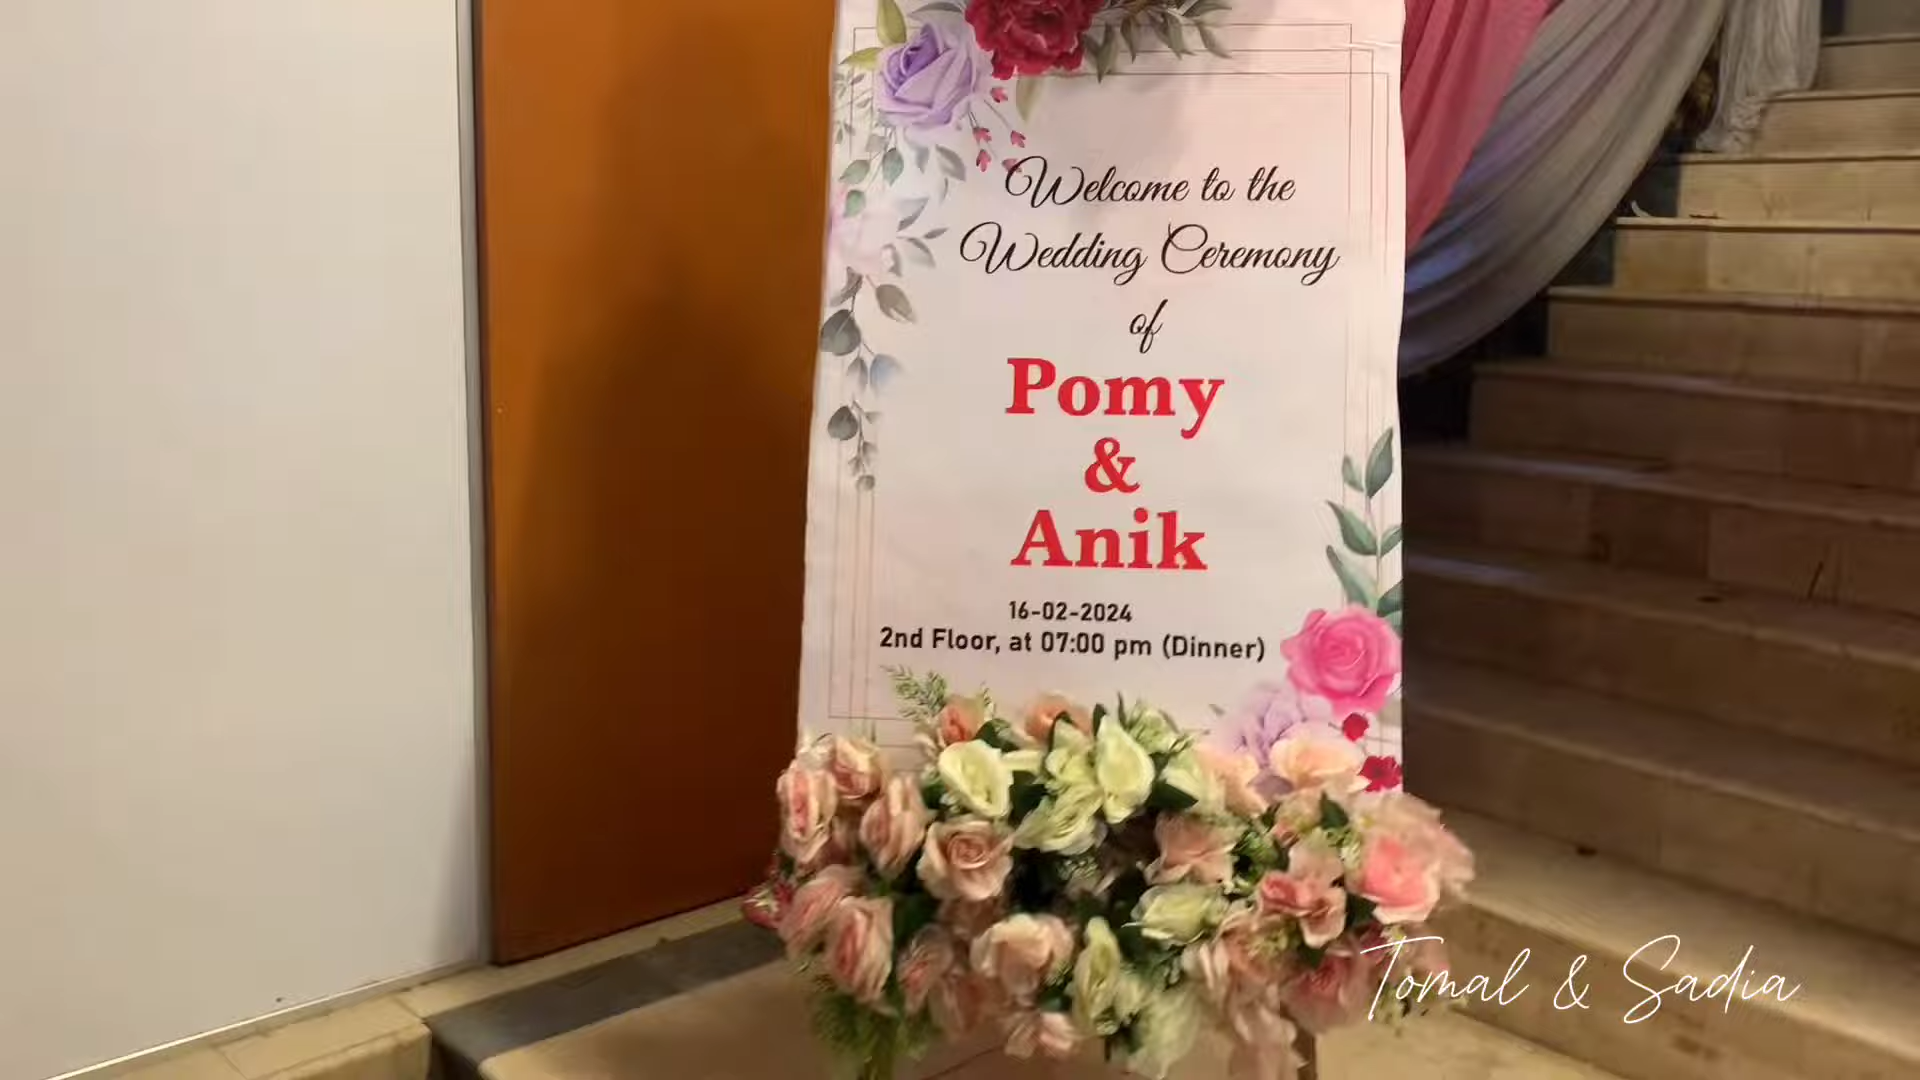 Welcome to the
Wedding Ceremony
of
Pomy
&
Anik
16-02-2024
2nd Floor, at 07:00 pm (Dinner)
Tomal & Sadia